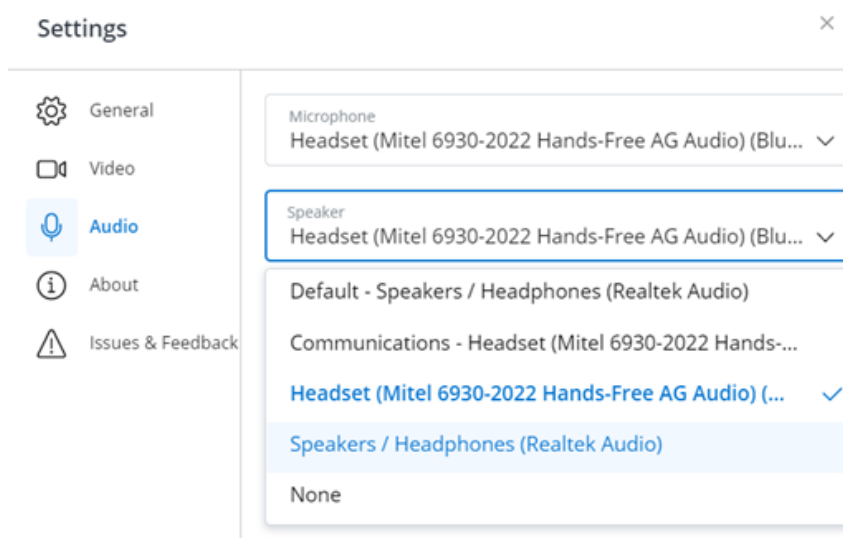 Settings
General
Video
Audio
About
Issues & Feedback
Microphone
Headset (Mitel 6930-2022 Hands-Free AG Audio) (Blu...
Speaker
Headset (Mitel 6930-2022 Hands-Free AG Audio) (Blu...
Default - Speakers / Headphones (Realtek Audio)
Communications - Headset (Mitel 6930-2022 Hands-...
Headset (Mitel 6930-2022 Hands-Free AG Audio) (...
Speakers / Headphones (Realtek Audio)
None